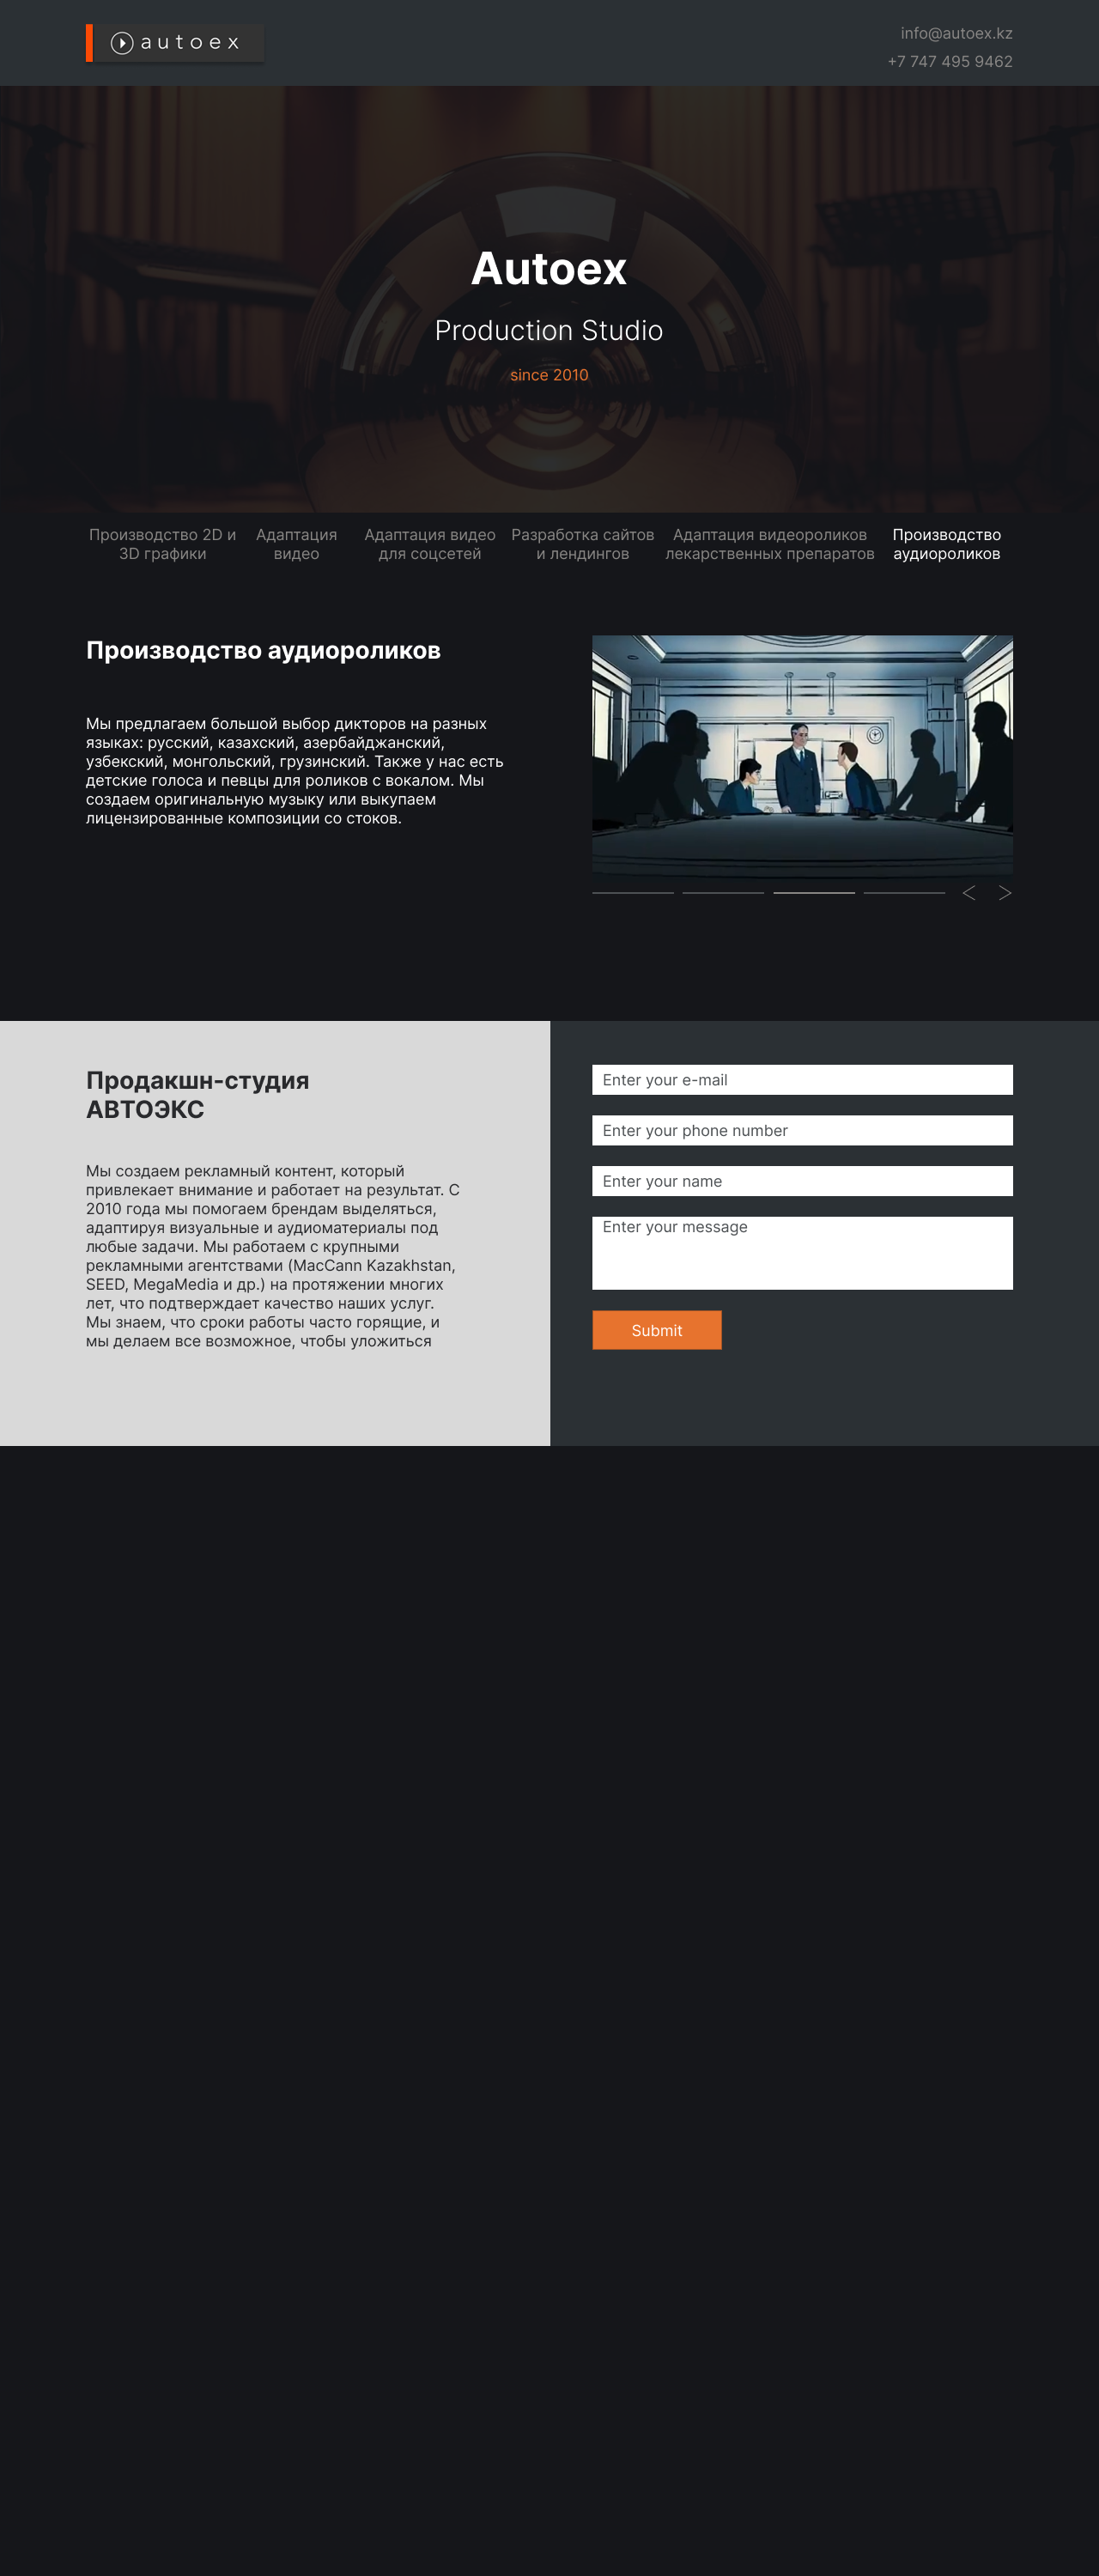 autoex
info@autoex.kz
+7 747 495 9462
Autoex
Production Studio
since 2010
Производство 2D и
3D графики
Адаптация
видео
Адаптация видео
для соцсетей
Разработка сайтов
и лендингов
Адаптация видеороликов
лекарственных препаратов
Производство
аудиороликов
Производство аудиороликов
Мы предлагаем большой выбор дикторов на разных
языках: русский, казахский, азербайджанский,
узбекский, монгольский, грузинский. Также у нас есть
детские голоса и певцы для роликов с вокалом. Мы
создаем оригинальную музыку или выкупаем
лицензированные композиции со стоков.
Продакшн-студия
АВТОЭКС
Мы создаем рекламный контент, который
привлекает внимание и работает на результат. С
2010 года мы помогаем брендам выделяться,
адаптируя визуальные и аудиоматериалы под
любые задачи. Мы работаем с крупными
рекламными агентствами (MacCann Kazakhstan,
SEED, MegaMedia и др.) на протяжении многих
лет, что подтверждает качество наших услуг.
Мы знаем, что сроки работы часто горящие, и
мы делаем все возможное, чтобы уложиться
Enter your e-mail
Enter your phone number
Enter your name
Enter your message
Submit